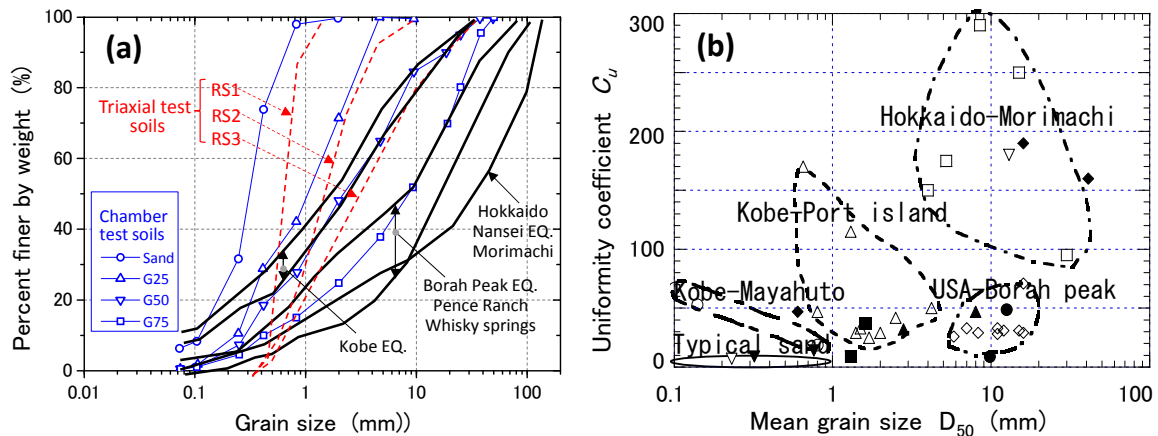 (a)
Percent finer by weight (%)
100
80
60
40
20
0
Triaxial test
soils
RS1
RS2
RS3
Chamber
test soils
Sand
G25
G50
G75
Hokkaido
Nansei EQ.
Morimachi
Borah Peak EQ.
Pence Ranch
Whisky springs
Kobe EQ.
0.01
0.1
1
10
100
Grain size (mm))
(b)
Uniformity coefficient Cu
300
200
100
0
Hokkaido-Morimachi
Kobe-Port island
Kobe-Mayahuto
USA-Borah peak
Typical sand
0.1
1
10
100
Mean grain size D50 (mm)